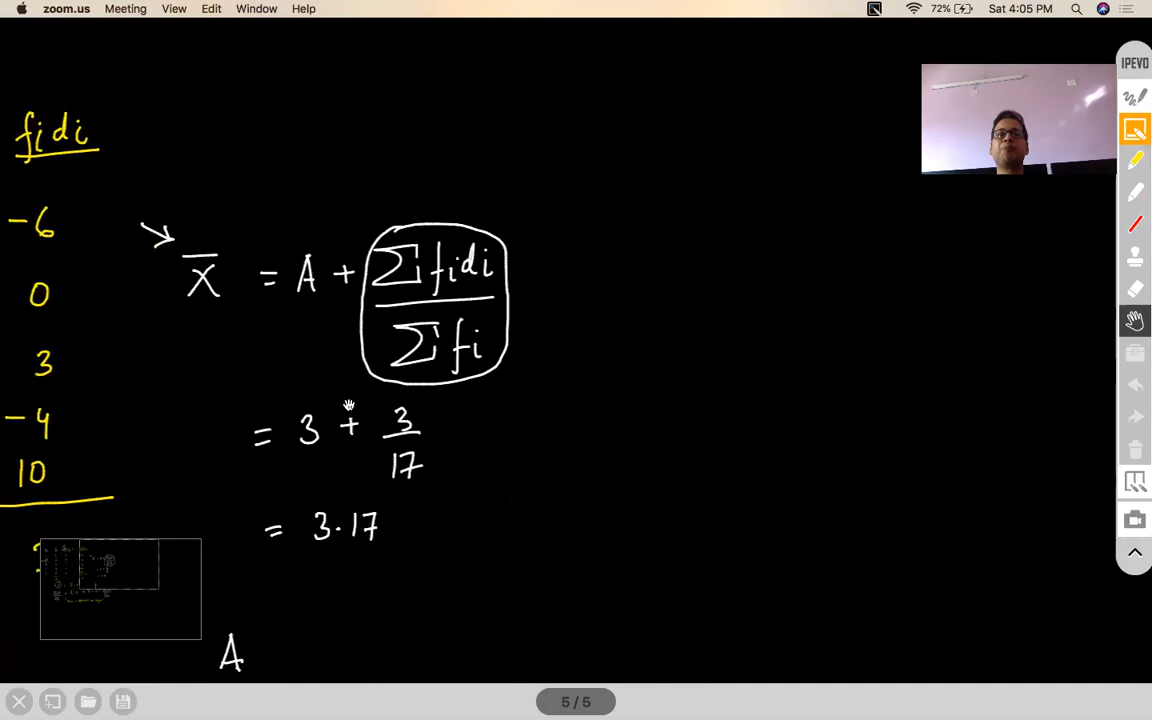 zoom.us Meeting View Edit Window Help 72% Sat 4:05 PM
IPEVO
fidi
-6
0
3
-4
10
→ X̅ = A + Σfidi / Σfi
= 3 + 3/17
= 3·17
A
5 / 5